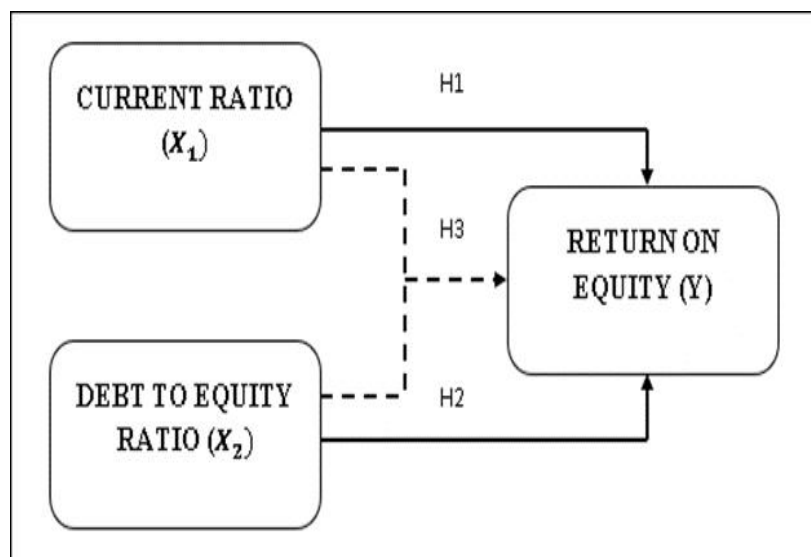 CURRENT RATIO
(X₁)
H1
H3
RETURN ON
EQUITY (Y)
DEBT TO EQUITY
RATIO (X₂)
H2